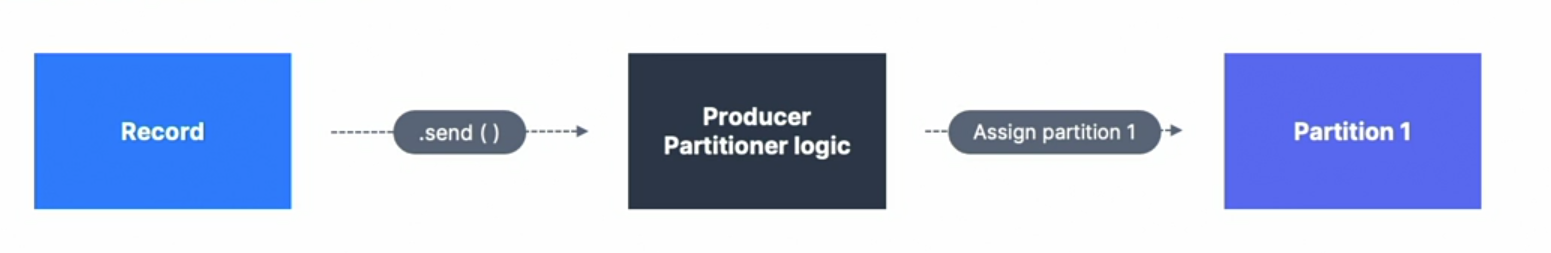 Record
.send ( )
Producer
Partitioner logic
Assign partition 1
Partition 1